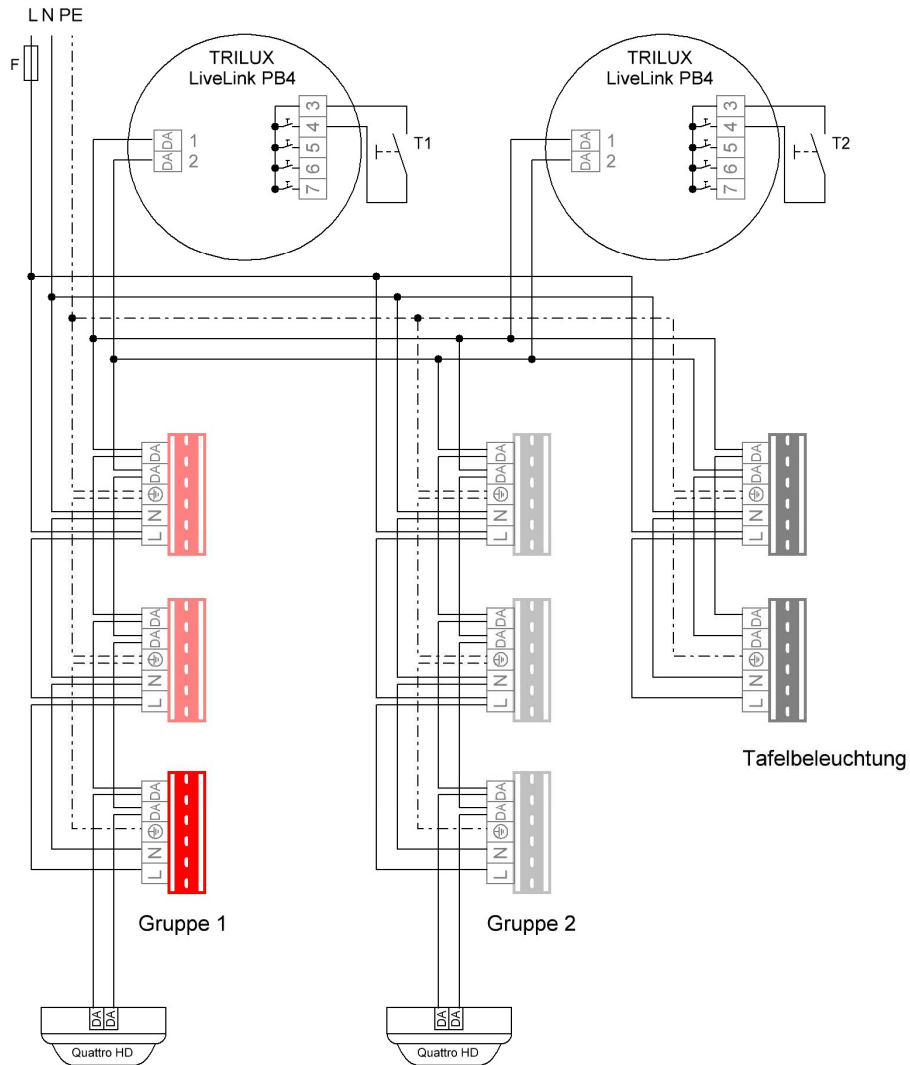 L N PE
F
TRILUX
LiveLink PB4
DA DA
1
2
3
4
5
6
7
T1
TRILUX
LiveLink PB4
DA DA
1
2
3
4
5
6
7
T2
L N DA DA
L N DA DA
L N DA DA
L N DA DA
L N DA DA
L N DA DA
Tafelbeleuchtung
L N DA DA
L N DA DA
Gruppe 1
Gruppe 2
DA DA
Quattro HD
DA DA
Quattro HD